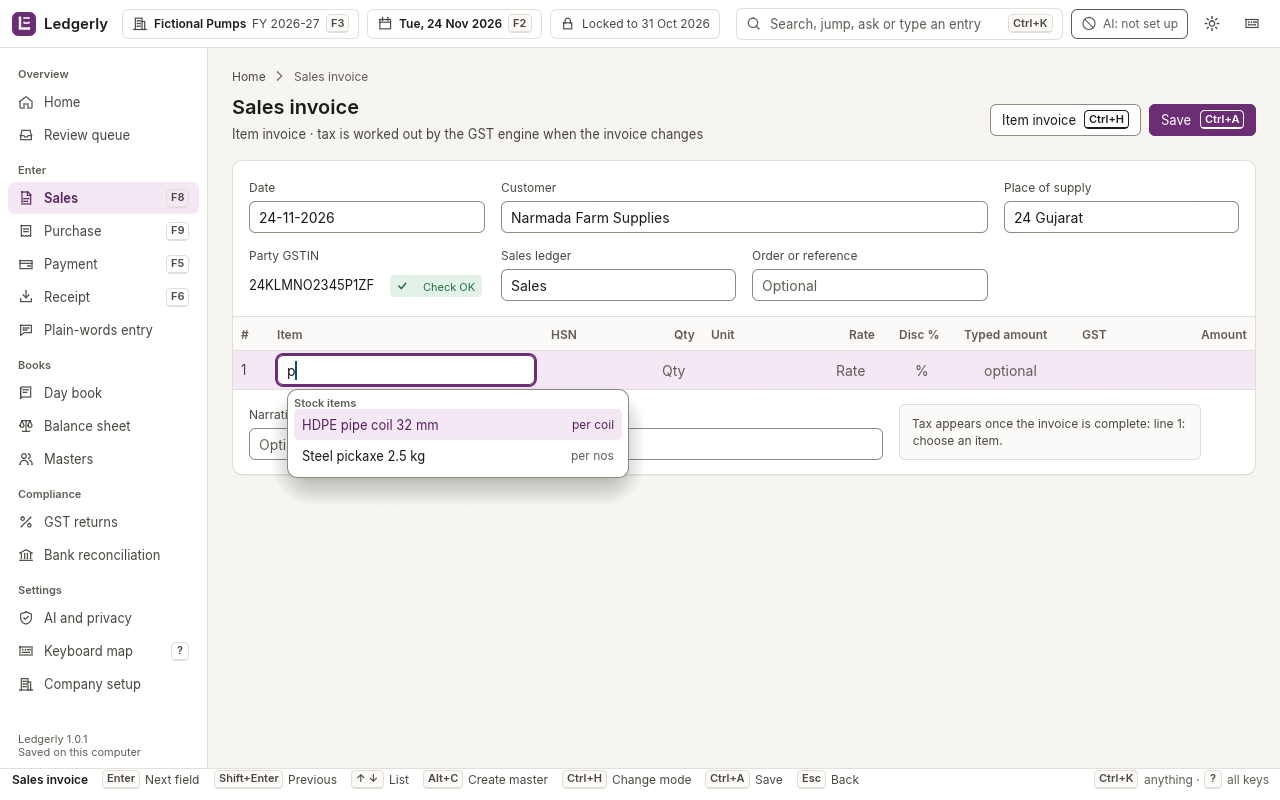 Ledgerly
Fictional Pumps FY 2026-27 F3
Tue, 24 Nov 2026 F2
Locked to 31 Oct 2026
Search, jump, ask or type an entry Ctrl+K
AI: not set up
Overview
Home
Review queue
Enter
Sales F8
Purchase F9
Payment F5
Receipt F6
Plain-words entry
Books
Day book
Balance sheet
Masters
Compliance
GST returns
Bank reconciliation
Settings
AI and privacy
Keyboard map ?
Company setup
Ledgerly 1.0.1
Saved on this computer
Home Sales invoice
Sales invoice
Item invoice · tax is worked out by the GST engine when the invoice changes
Item invoice Ctrl+H
Save Ctrl+A
Date Customer Place of supply
24-11-2026 Narmada Farm Supplies 24 Gujarat
Party GSTIN Sales ledger Order or reference
24KLMNO2345P1ZF Check OK Sales Optional
# Item HSN Qty Unit Rate Disc % Typed amount GST Amount
1 p Qty Rate % optional
Stock items
HDPE pipe coil 32 mm per coil
Steel pickaxe 2.5 kg per nos
Narrati
Opti
Tax appears once the invoice is complete: line 1:
choose an item.
Sales invoice Enter Next field Shift+Enter Previous ↑ ↓ List Alt+C Create master Ctrl+H Change mode Ctrl+A Save Esc Back Ctrl+K anything · ? all keys